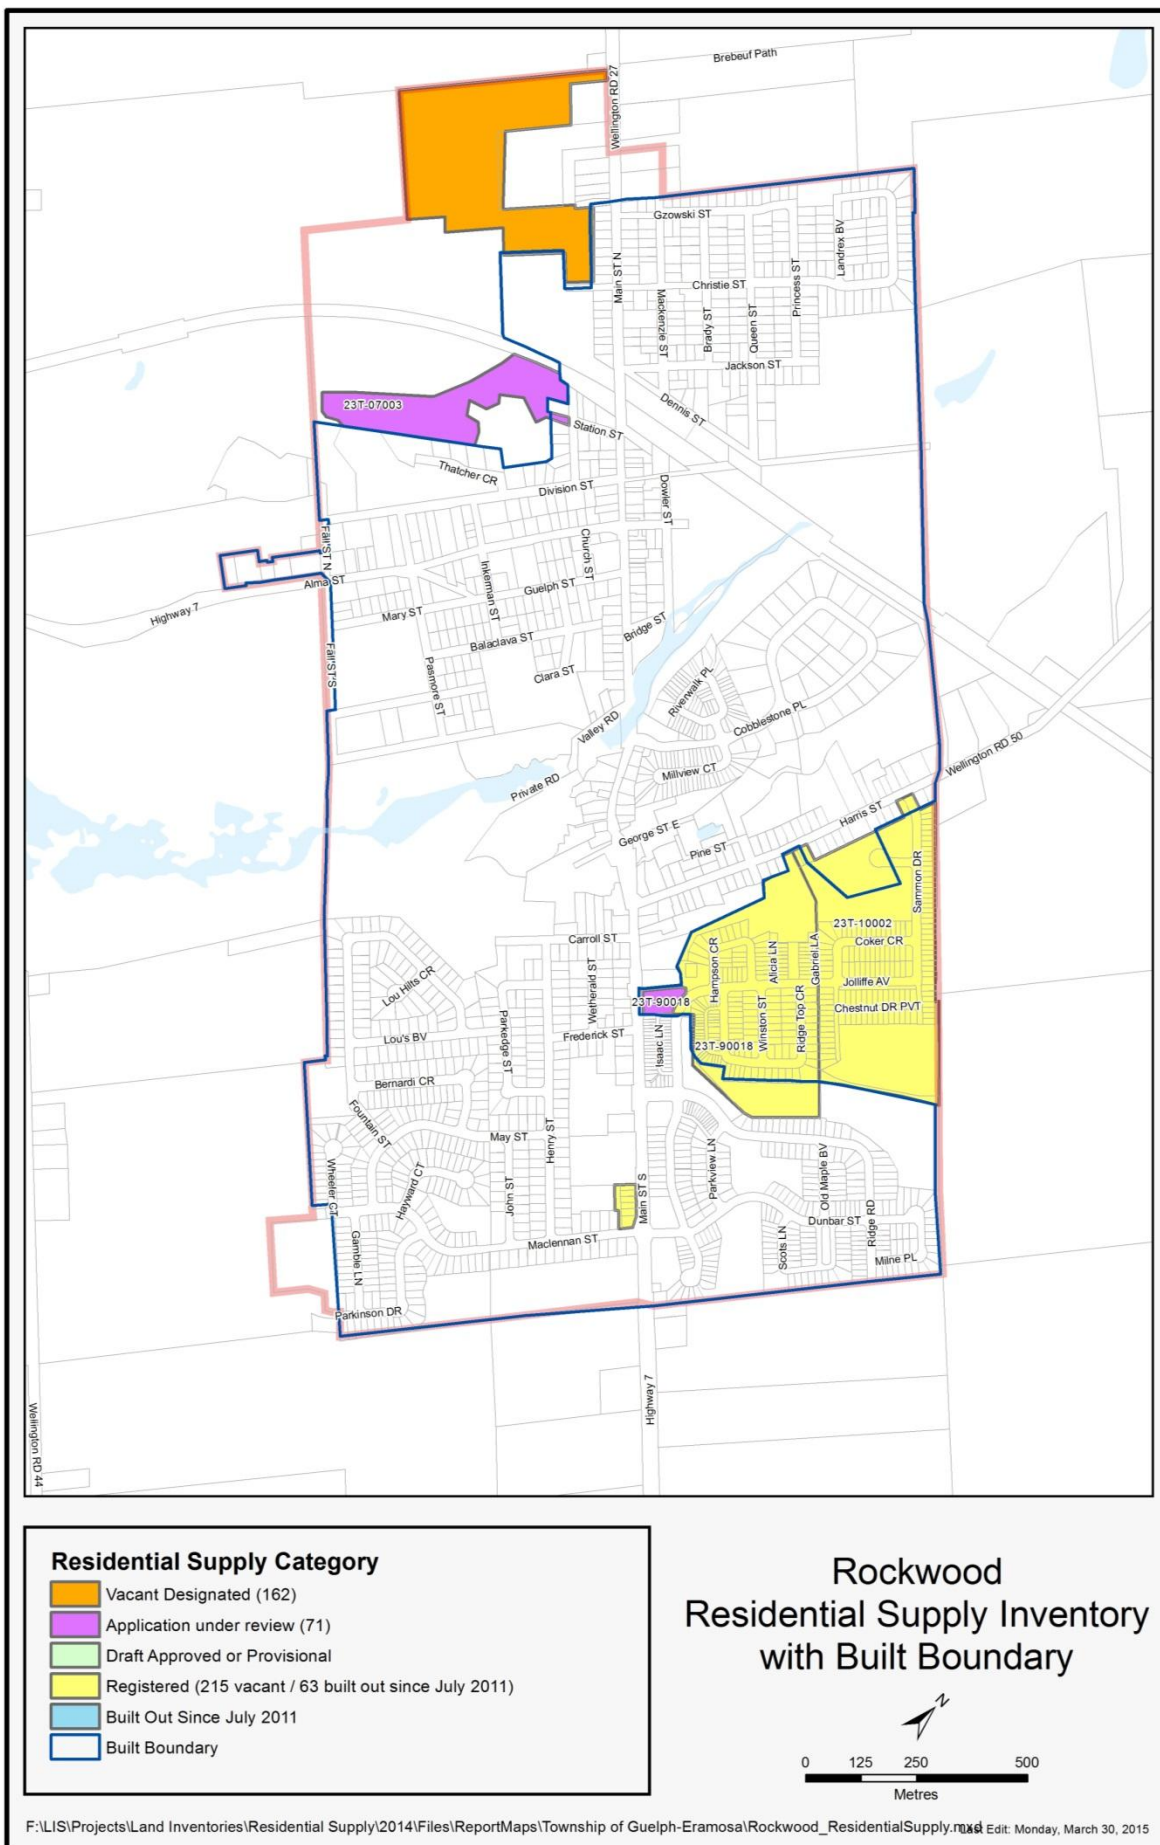 Brebeuf Path
Wellington RD 27
Gzowski ST
Landrex BV
Main ST N
Christie ST
Princess ST
Mackenzie ST
Brady ST
Queen ST
Jackson ST
23T-07003
Dennis ST
Station ST
Thatcher CR
Division ST
Dowler ST
Fall ST N
Church ST
Inkerman ST
Alma ST
Guelph ST
Highway 7
Mary ST
Bridge ST
Balaclava ST
Fall ST S
Pasmore ST
Clara ST
Riverwalk PL
Valley RD
Cobblestone PL
Wellington RD 50
Millview CT
Private RD
Harris ST
George ST E
Pine ST
Sammon DR
23T-10002
Carroll ST
Coker CR
Hampson CR
Alicia LN
Gabriel LA
Lou Hilts CR
Wetherald ST
Jolliffe AV
23T-90018
Chestnut DR PVT
Winston ST
Ridge Top CR
Parkedge ST
Lou's BV
Frederick ST
Isaac LN
23T-90018
Bernardi CR
Fountain ST
May ST
Henry ST
Parkview LN
Old Maple BV
Wheeler CT
Hayward CT
John ST
Main ST S
Dunbar ST
Ridge RD
Maclennan ST
Gamble LN
Scots LN
Milne PL
Parkinson DR
Highway 7
Wellington RD 44
Residential Supply Category
Vacant Designated (162)
Application under review (71)
Draft Approved or Provisional
Registered (215 vacant / 63 built out since July 2011)
Built Out Since July 2011
Built Boundary
Rockwood
Residential Supply Inventory
with Built Boundary
N
0 125 250 500
Metres
F:\LIS\Projects\Land Inventories\Residential Supply\2014\Files\ReportMaps\Township of Guelph-Eramosa\Rockwood_ResidentialSupply.mxd
Last Edit: Monday, March 30, 2015